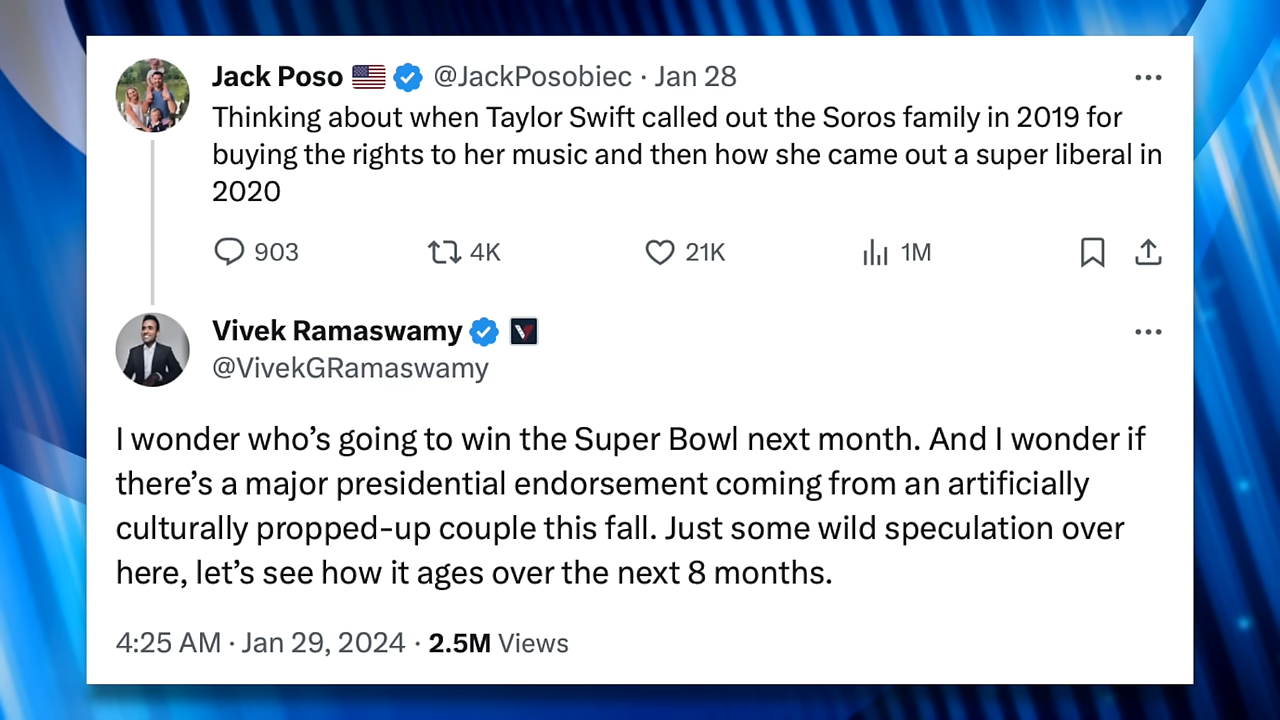 Jack Poso 🇺🇸 @JackPosobiec · Jan 28
Thinking about when Taylor Swift called out the Soros family in 2019 for
buying the rights to her music and then how she came out a super liberal in
2020
903 4K 21K 1M
Vivek Ramaswamy
@VivekGRamaswamy
I wonder who’s going to win the Super Bowl next month. And I wonder if
there’s a major presidential endorsement coming from an artificially
culturally propped-up couple this fall. Just some wild speculation over
here, let’s see how it ages over the next 8 months.
4:25 AM · Jan 29, 2024 · 2.5M Views